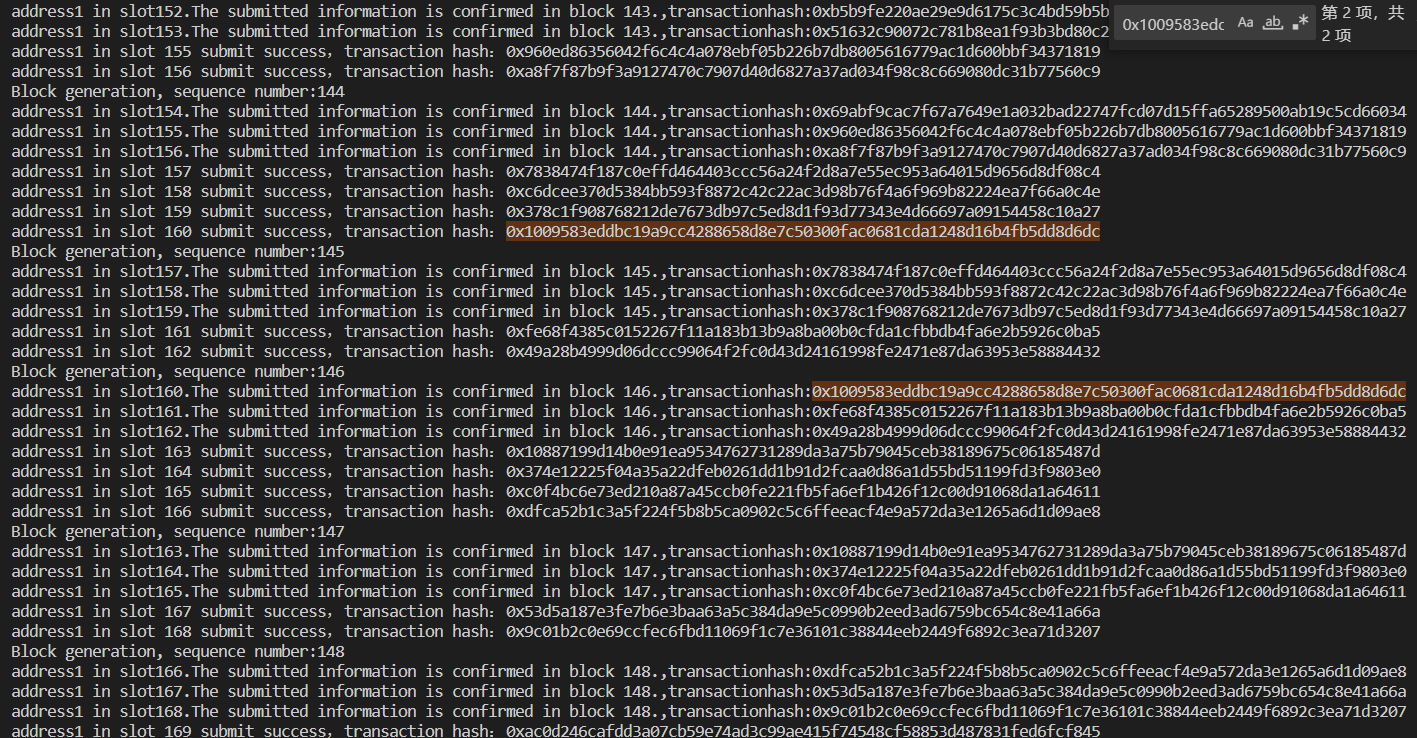 address1 in slot152.The submitted information is confirmed in block 143.,transactionhash:0xb5b9fe220ae29e9d6175c3c4bd59b5b
address1 in slot153.The submitted information is confirmed in block 143.,transactionhash:0x51632c90072c781b8ea1f93b3bd80c2
0x1009583edc Aa ab .* 第 2 项，共 2 项
address1 in slot 155 submit success，transaction hash：0x960ed86356042f6c4c4a078ebf05b226b7db8005616779ac1d600bbf34371819
address1 in slot 156 submit success，transaction hash：0xa8f7f87b9f3a9127470c7907d40d6827a37ad034f98c8c669080dc31b77560c9
Block generation, sequence number:144
address1 in slot154.The submitted information is confirmed in block 144.,transactionhash:0x69abf9cac7f67a7649e1a032bad22747fcd07d15ffa65289500ab19c5cd66034
address1 in slot155.The submitted information is confirmed in block 144.,transactionhash:0x960ed86356042f6c4c4a078ebf05b226b7db8005616779ac1d600bbf34371819
address1 in slot156.The submitted information is confirmed in block 144.,transactionhash:0xa8f7f87b9f3a9127470c7907d40d6827a37ad034f98c8c669080dc31b77560c9
address1 in slot 157 submit success，transaction hash：0x7838474f187c0effd464403ccc56a24f2d8a7e55ec953a64015d9656d8df08c4
address1 in slot 158 submit success，transaction hash：0xc6dcee370d5384bb593f8872c42c22ac3d98b76f4a6f969b82224ea7f66a0c4e
address1 in slot 159 submit success，transaction hash：0x378c1f908768212de7673db97c5ed8d1f93d77343e4d66697a09154458c10a27
address1 in slot 160 submit success，transaction hash：0x1009583eddbc19a9cc4288658d8e7c50300fac0681cda1248d16b4fb5dd8d6dc
Block generation, sequence number:145
address1 in slot157.The submitted information is confirmed in block 145.,transactionhash:0x7838474f187c0effd464403ccc56a24f2d8a7e55ec953a64015d9656d8df08c4
address1 in slot158.The submitted information is confirmed in block 145.,transactionhash:0xc6dcee370d5384bb593f8872c42c22ac3d98b76f4a6f969b82224ea7f66a0c4e
address1 in slot159.The submitted information is confirmed in block 145.,transactionhash:0x378c1f908768212de7673db97c5ed8d1f93d77343e4d66697a09154458c10a27
address1 in slot 161 submit success，transaction hash：0xfe68f4385c0152267f11a183b13b9a8ba00b0cfda1cfbbdb4fa6e2b5926c0ba5
address1 in slot 162 submit success，transaction hash：0x49a28b4999d06dccc99064f2fc0d43d24161998fe2471e87da63953e58884432
Block generation, sequence number:146
address1 in slot160.The submitted information is confirmed in block 146.,transactionhash:0x1009583eddbc19a9cc4288658d8e7c50300fac0681cda1248d16b4fb5dd8d6dc
address1 in slot161.The submitted information is confirmed in block 146.,transactionhash:0xfe68f4385c0152267f11a183b13b9a8ba00b0cfda1cfbbdb4fa6e2b5926c0ba5
address1 in slot162.The submitted information is confirmed in block 146.,transactionhash:0x49a28b4999d06dccc99064f2fc0d43d24161998fe2471e87da63953e58884432
address1 in slot 163 submit success，transaction hash：0x10887199d14b0e91ea9534762731289da3a75b79045ceb38189675c06185487d
address1 in slot 164 submit success，transaction hash：0x374e12225f04a35a22dfeb0261dd1b91d2fcaa0d86a1d55bd51199fd3f9803e0
address1 in slot 165 submit success，transaction hash：0xc0f4bc6e73ed210a87a45ccb0fe221fb5fa6ef1b426f12c00d91068da1a64611
address1 in slot 166 submit success，transaction hash：0xdfca52b1c3a5f224f5b8b5ca0902c5c6ffeeacf4e9a572da3e1265a6d1d09ae8
Block generation, sequence number:147
address1 in slot163.The submitted information is confirmed in block 147.,transactionhash:0x10887199d14b0e91ea9534762731289da3a75b79045ceb38189675c06185487d
address1 in slot164.The submitted information is confirmed in block 147.,transactionhash:0x374e12225f04a35a22dfeb0261dd1b91d2fcaa0d86a1d55bd51199fd3f9803e0
address1 in slot165.The submitted information is confirmed in block 147.,transactionhash:0xc0f4bc6e73ed210a87a45ccb0fe221fb5fa6ef1b426f12c00d91068da1a64611
address1 in slot 167 submit success，transaction hash：0x53d5a187e3fe7b6e3baa63a5c384da9e5c0990b2eed3ad6759bc654c8e41a66a
address1 in slot 168 submit success，transaction hash：0x9c01b2c0e69ccfec6fbd11069f1c7e36101c38844eeb2449f6892c3ea71d3207
Block generation, sequence number:148
address1 in slot166.The submitted information is confirmed in block 148.,transactionhash:0xdfca52b1c3a5f224f5b8b5ca0902c5c6ffeeacf4e9a572da3e1265a6d1d09ae8
address1 in slot167.The submitted information is confirmed in block 148.,transactionhash:0x53d5a187e3fe7b6e3baa63a5c384da9e5c0990b2eed3ad6759bc654c8e41a66a
address1 in slot168.The submitted information is confirmed in block 148.,transactionhash:0x9c01b2c0e69ccfec6fbd11069f1c7e36101c38844eeb2449f6892c3ea71d3207
address1 in slot 169 submit success，transaction hash：0xac0d246cafdd3a07cb59e74ad3c99ae415f74548cf58853d487831fed6fcf845